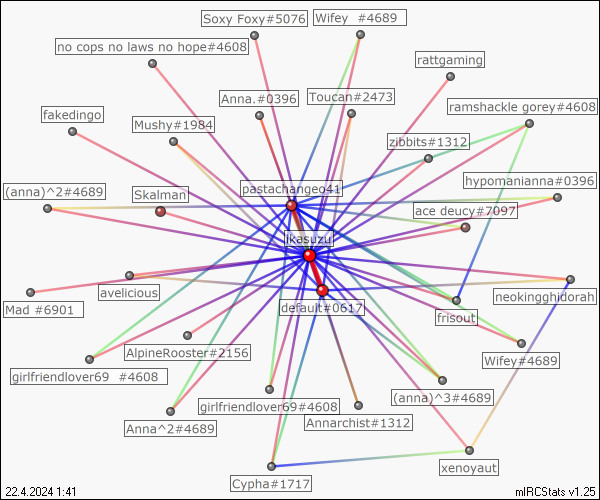 Soxy Foxy#5076
Wifey  #4689
no cops no laws no hope#4608
rattgaming
Anna.#0396
Toucan#2473
ramshackle gorey#4608
fakedingo
Mushy#1984
zibbits#1312
(anna)^2#4689
Skalman
pastachangeo41
hypomanianna#0396
ace deucy#7097
ikasuzu
Mad #6901
avelicious
default#0617
frisout
neokingghidorah
AlpineRooster#2156
Wifey#4689
girlfriendlover69  #4608
girlfriendlover69#4608
(anna)^3#4689
Anna^2#4689
Annarchist#1312
xenoyaut
Cypha#1717
22.4.2024 1:41
mIRCStats v1.25